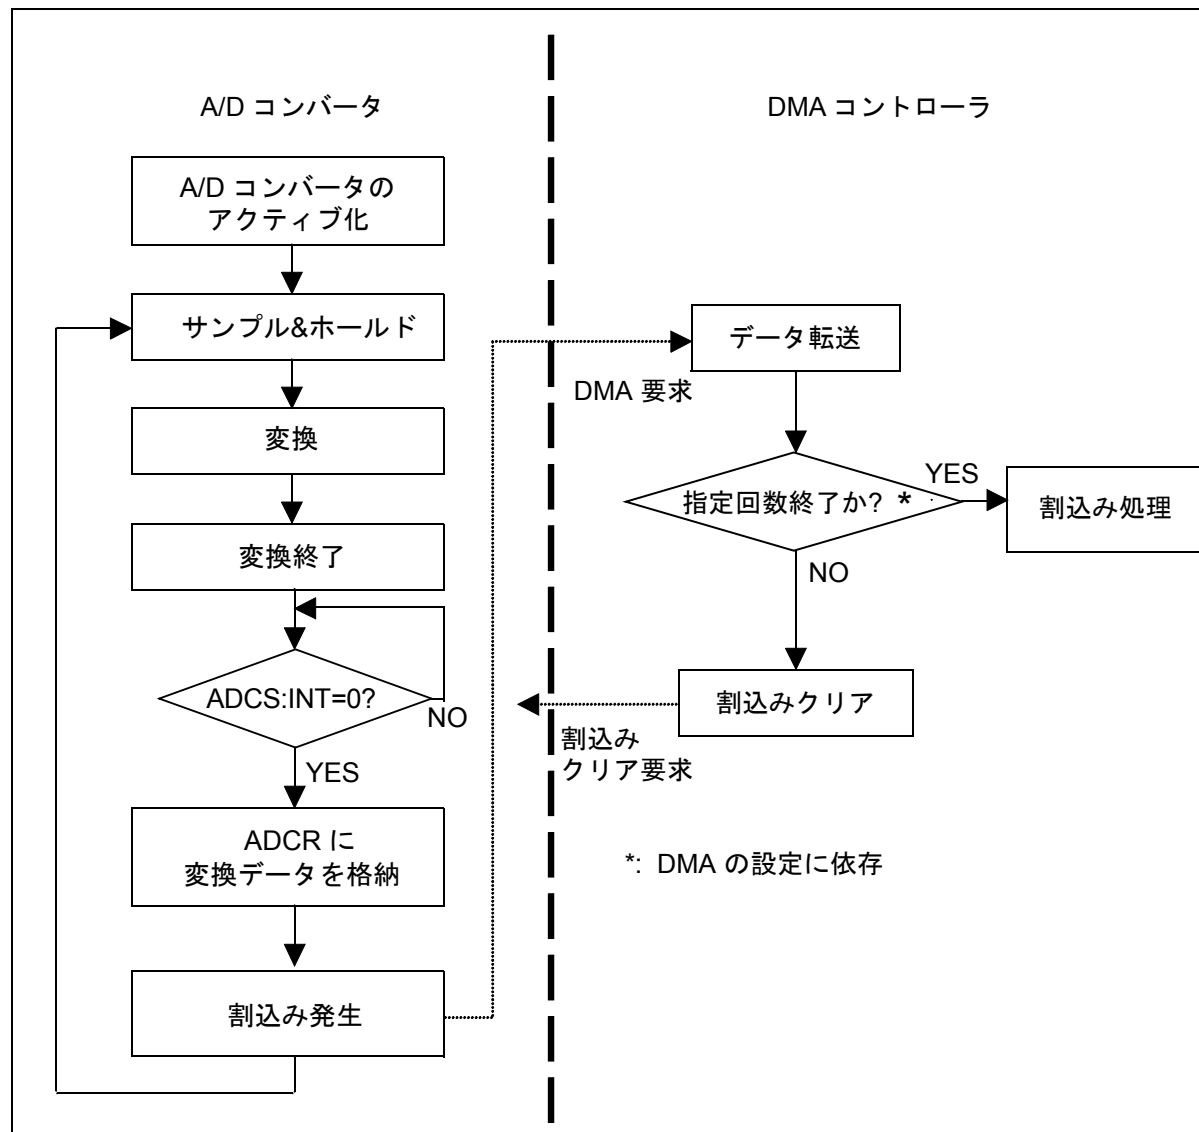 A/D コンバータ
DMA コントローラ
A/D コンバータの
アクティブ化
サンプル&ホールド
変換
変換終了
ADCS:INT=0?
NO
YES
ADCR に
変換データを格納
割込み発生
データ転送
DMA 要求
指定回数終了か? *
YES
割込み処理
NO
割込みクリア
割込み
クリア要求
*: DMA の設定に依存